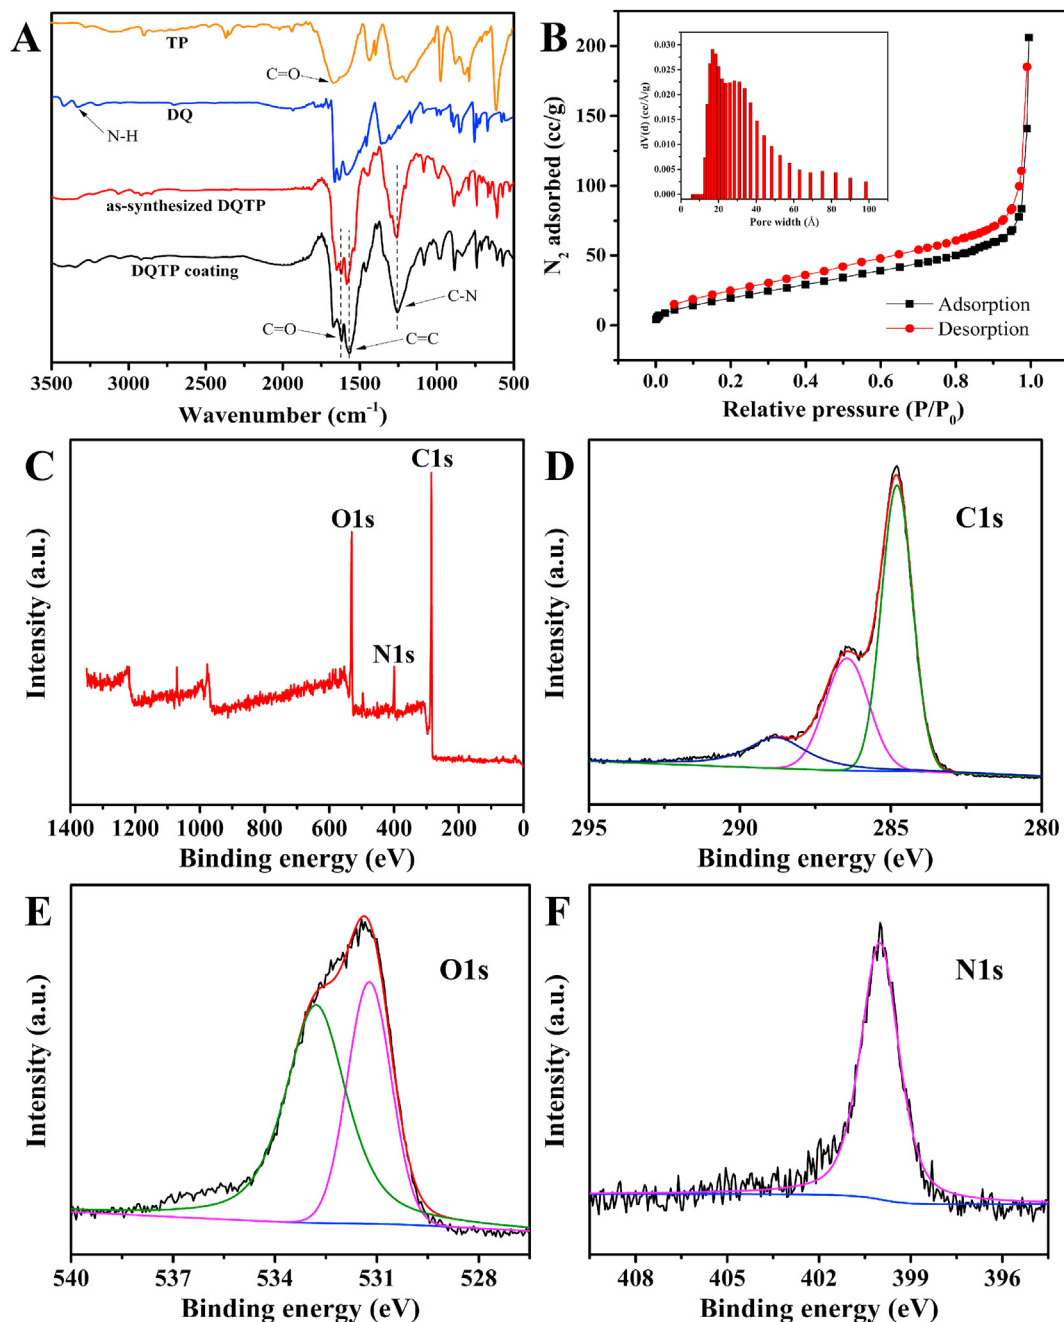 A
TP
C=O
DQ
N-H
as-synthesized DQTP
DQTP coating
C-N
C=O
C=C
3500 3000 2500 2000 1500 1000 500
Wavenumber (cm⁻¹)
B
N₂ adsorbed (cc/g)
200
150
100
50
0
dV(d) (cc/Å/g)
0.030
0.025
0.020
0.015
0.010
0.005
0.000
0 20 40 60 80 100
Pore width (Å)
Adsorption
Desorption
0.0 0.2 0.4 0.6 0.8 1.0
Relative pressure (P/P₀)
C
Intensity (a.u.)
C1s
O1s
N1s
1400 1200 1000 800 600 400 200 0
Binding energy (eV)
D
Intensity (a.u.)
C1s
295 290 285 280
Binding energy (eV)
E
Intensity (a.u.)
O1s
540 537 534 531 528
Binding energy (eV)
F
Intensity (a.u.)
N1s
408 405 402 399 396
Binding energy (eV)